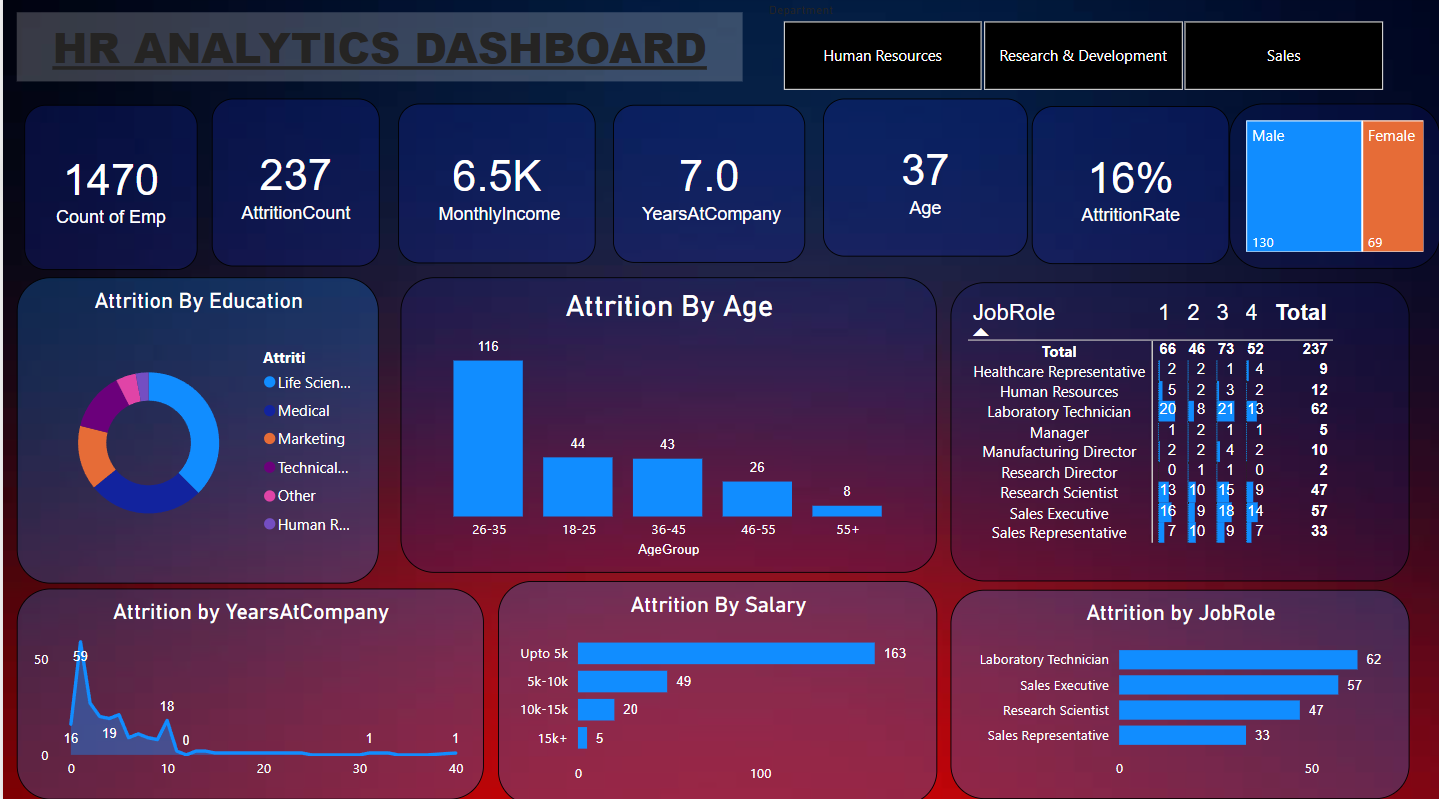 Department
HR ANALYTICS DASHBOARD
Human Resources
Research & Development
Sales
1470
Count of Emp
237
AttritionCount
6.5K
MonthlyIncome
7.0
YearsAtCompany
37
Age
16%
AttritionRate
Male
130
Female
69
Attrition By Education
Attriti
Life Scien...
Medical
Marketing
Technical...
Other
Human R...
Attrition By Age
116
44
43
26
8
26-35
18-25
36-45
46-55
55+
AgeGroup
JobRole 1 2 3 4 Total
Total 66 46 73 52 237
Healthcare Representative 2 2 1 4 9
Human Resources 5 2 3 2 12
Laboratory Technician 20 8 21 13 62
Manager 1 2 1 1 5
Manufacturing Director 2 2 4 2 10
Research Director 0 1 1 0 2
Research Scientist 13 10 15 9 47
Sales Executive 16 9 18 14 57
Sales Representative 7 10 9 7 33
Attrition by YearsAtCompany
50
0
59
16
19
18
0
1
1
0 10 20 30 40
Attrition By Salary
Upto 5k 163
5k-10k 49
10k-15k 20
15k+ 5
0 100
Attrition by JobRole
Laboratory Technician 62
Sales Executive 57
Research Scientist 47
Sales Representative 33
0 50